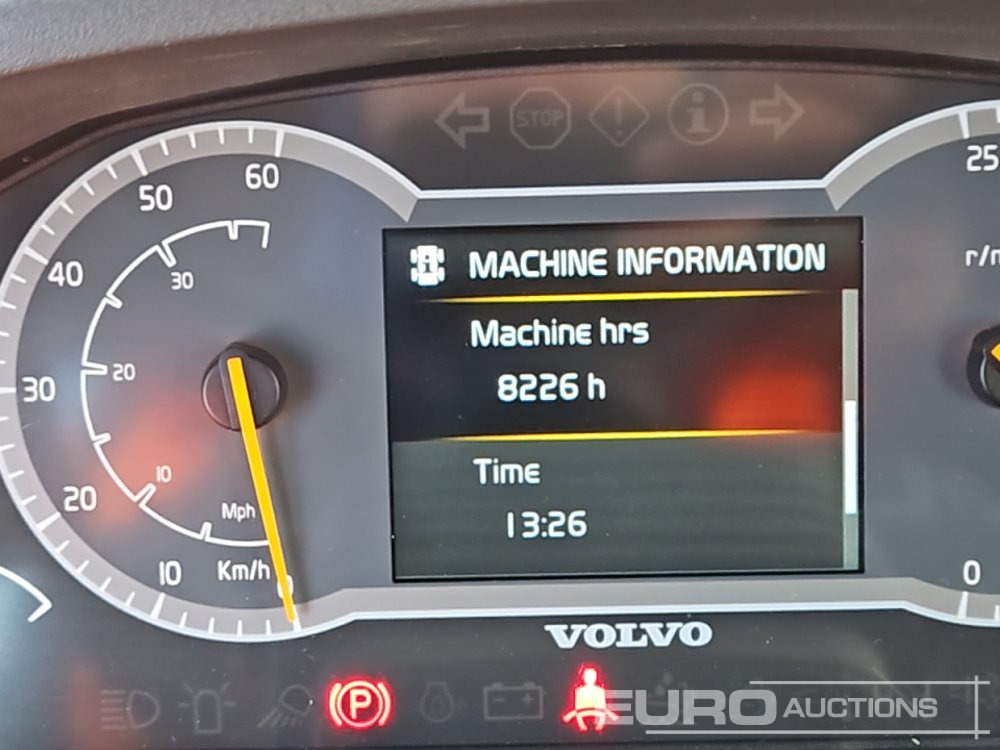 STOP
60
50
40
30
20
10
0
30
20
10
Mph
Km/h
MACHINE INFORMATION
Machine hrs
8226 h
Time
13:26
25
0
VOLVO
P
EURO AUCTIONS